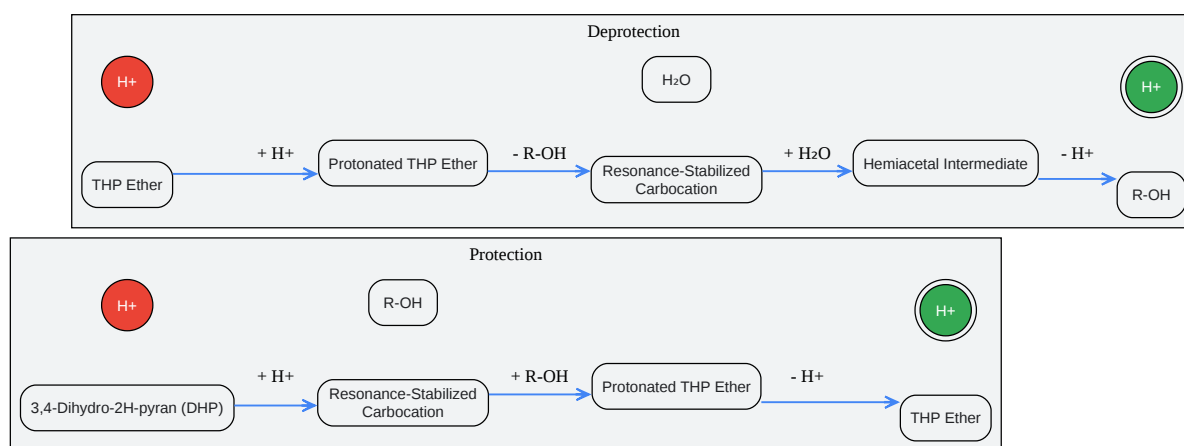 Deprotection
H+
H₂O
H+
+ H+
- R-OH
+ H₂O
- H+
THP Ether
Protonated THP Ether
Resonance-Stabilized
Carbocation
Hemiacetal Intermediate
R-OH
Protection
H+
R-OH
H+
+ H+
+ R-OH
- H+
3,4-Dihydro-2H-pyran (DHP)
Resonance-Stabilized
Carbocation
Protonated THP Ether
THP Ether